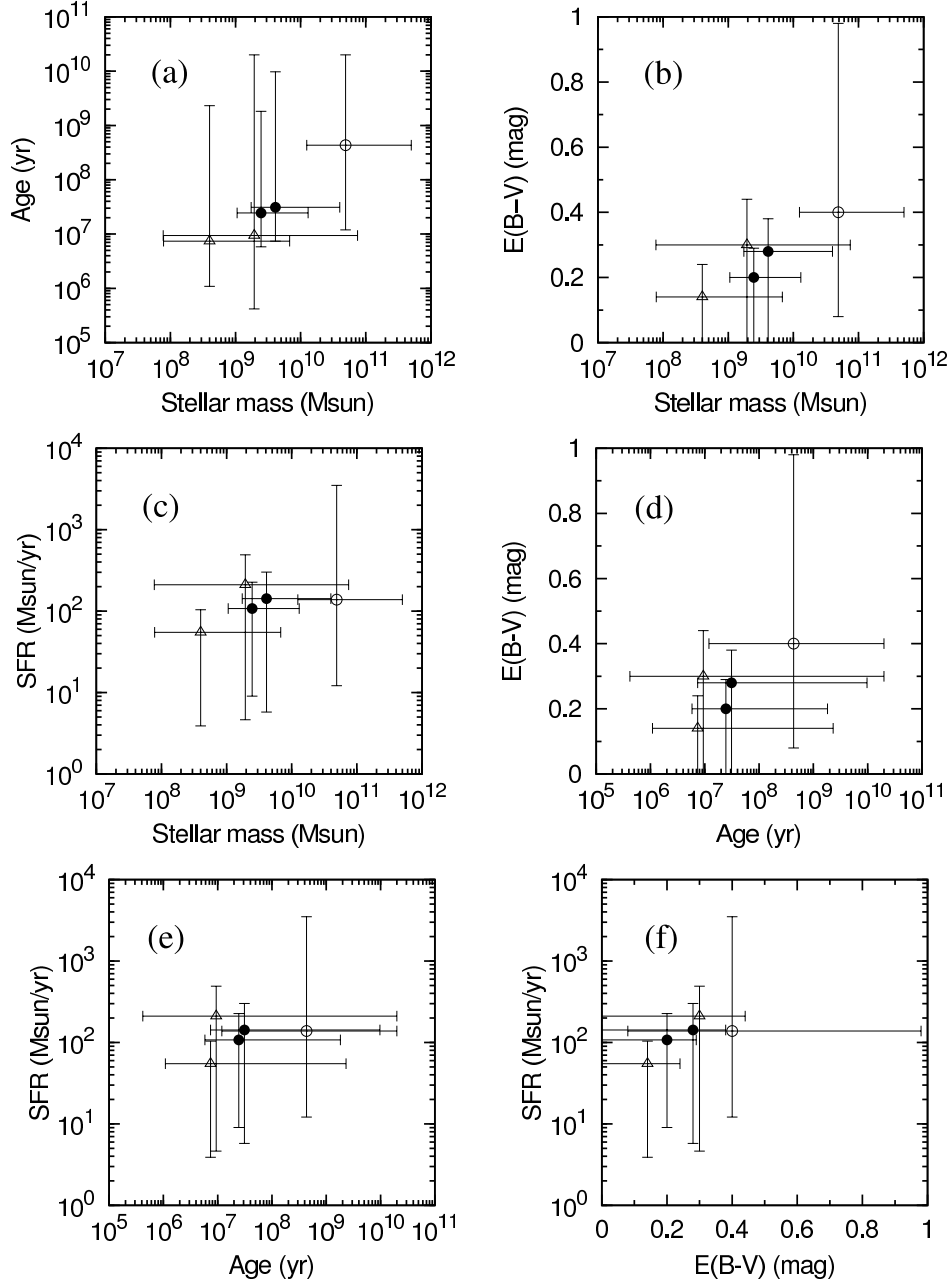 10^11
10^10
10^9
10^8
10^7
10^6
10^5
Age (yr)
(a)
10^7 10^8 10^9 10^10 10^11 10^12
Stellar mass (Msun)
1
0.8
0.6
0.4
0.2
0
E(B−V) (mag)
(b)
10^7 10^8 10^9 10^10 10^11 10^12
Stellar mass (Msun)
10^4
10^3
10^2
10^1
10^0
SFR (Msun/yr)
(c)
10^7 10^8 10^9 10^10 10^11 10^12
Stellar mass (Msun)
1
0.8
0.6
0.4
0.2
0
E(B-V) (mag)
(d)
10^5 10^6 10^7 10^8 10^9 10^10 10^11
Age (yr)
10^4
10^3
10^2
10^1
10^0
SFR (Msun/yr)
(e)
10^5 10^6 10^7 10^8 10^9 10^10 10^11
Age (yr)
10^4
10^3
10^2
10^1
10^0
SFR (Msun/yr)
(f)
0 0.2 0.4 0.6 0.8 1
E(B-V) (mag)